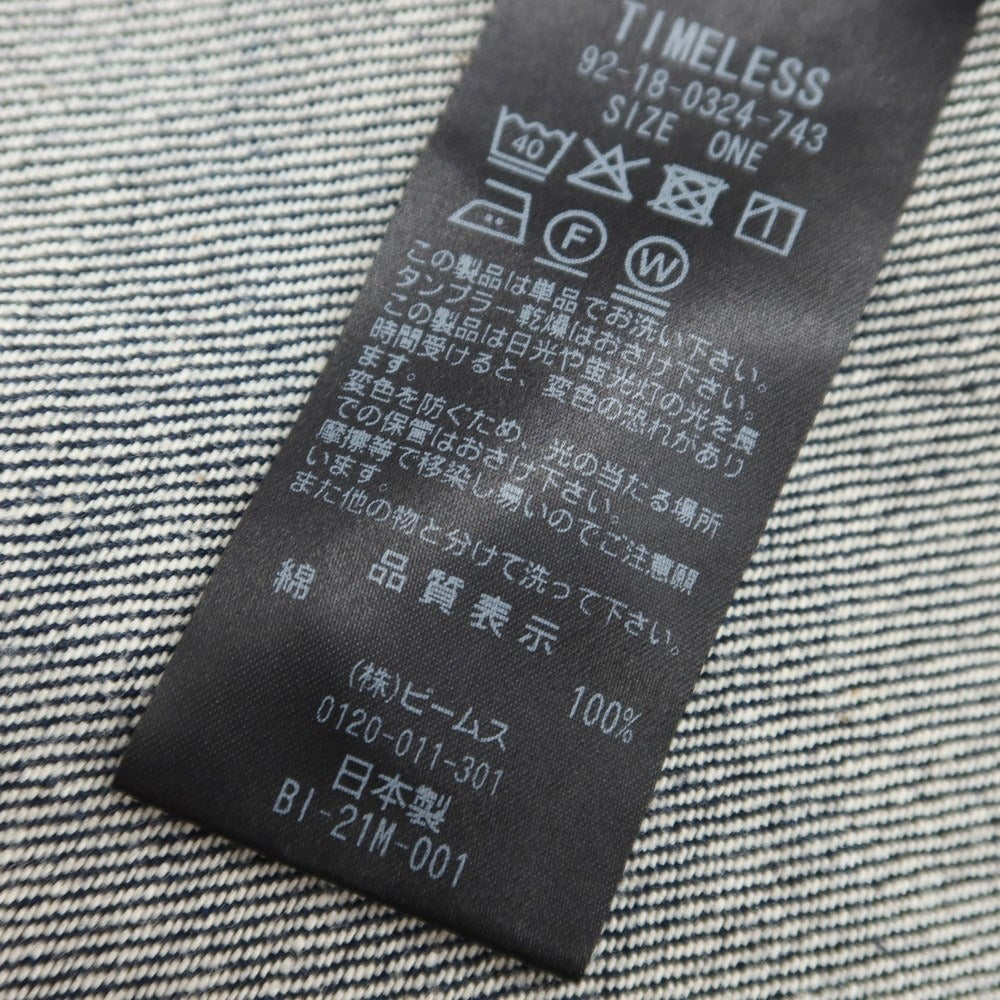 TIMELESS
92-18-0324-743
SIZE ONE
40
F
W
この製品は単品でお洗い下さい。
タンブラー乾燥はおさけ下さい。
この製品は日光や蛍光灯の光を長
時間受けると、変色の恐れがあり
ます。
変色を防ぐため、光の当たる場所
での保管はおさけ下さい。
摩擦等で移染し易いのでご注意願
います。
また他の物と分けて洗って下さい。
品質表示
綿 100%
(株)ビームス
0120-011-301
日本製
BI-21M-001